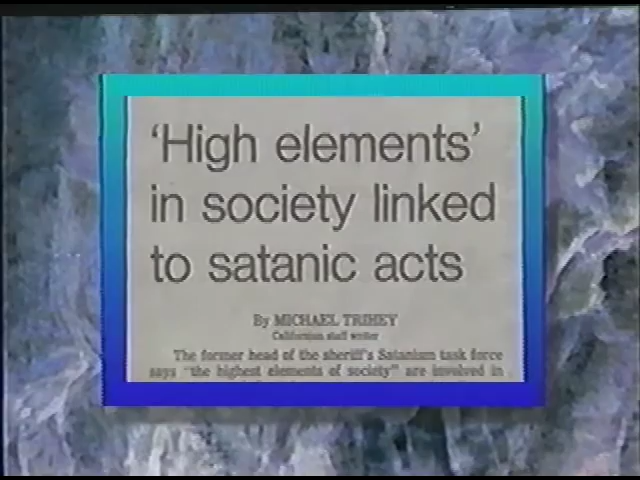 'High elements'
in society linked
to satanic acts
By MICHAEL TRIHEY
Californian staff writer
The former head of the sheriff's Satanism task force
says "the highest elements of society" are involved in